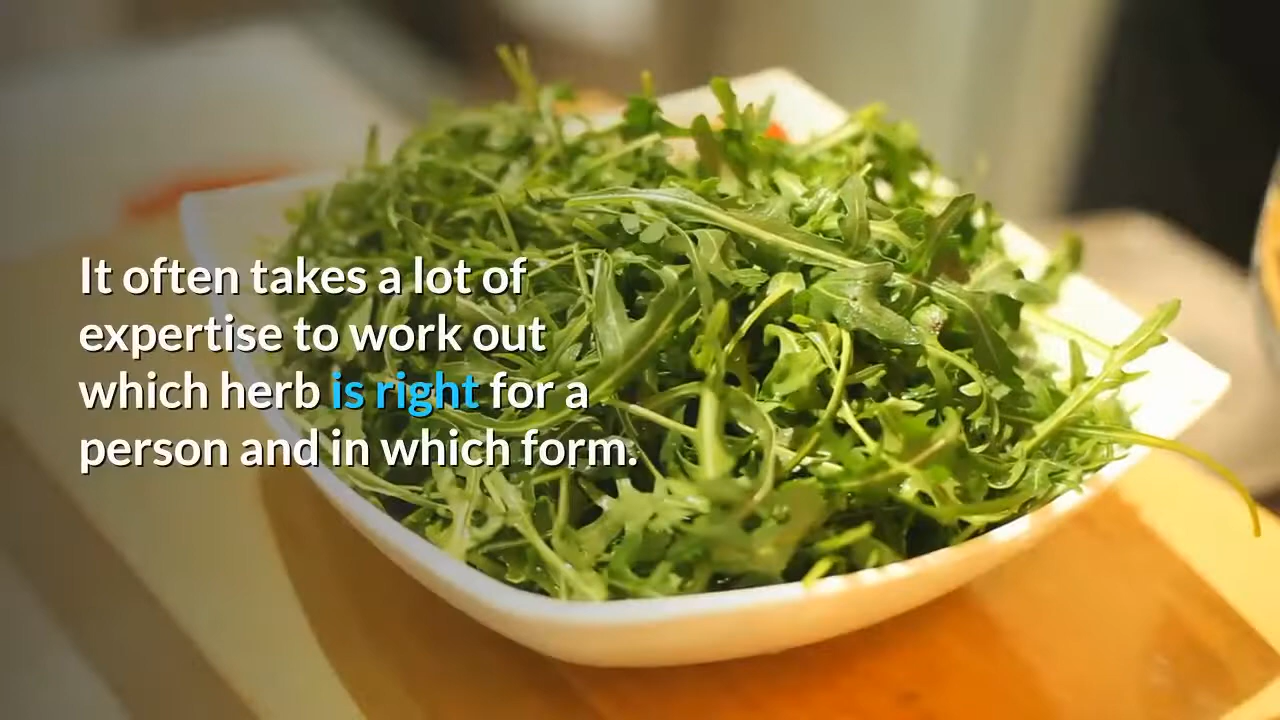 It often takes a lot of
expertise to work out
which herb is right for a
person and in which form.